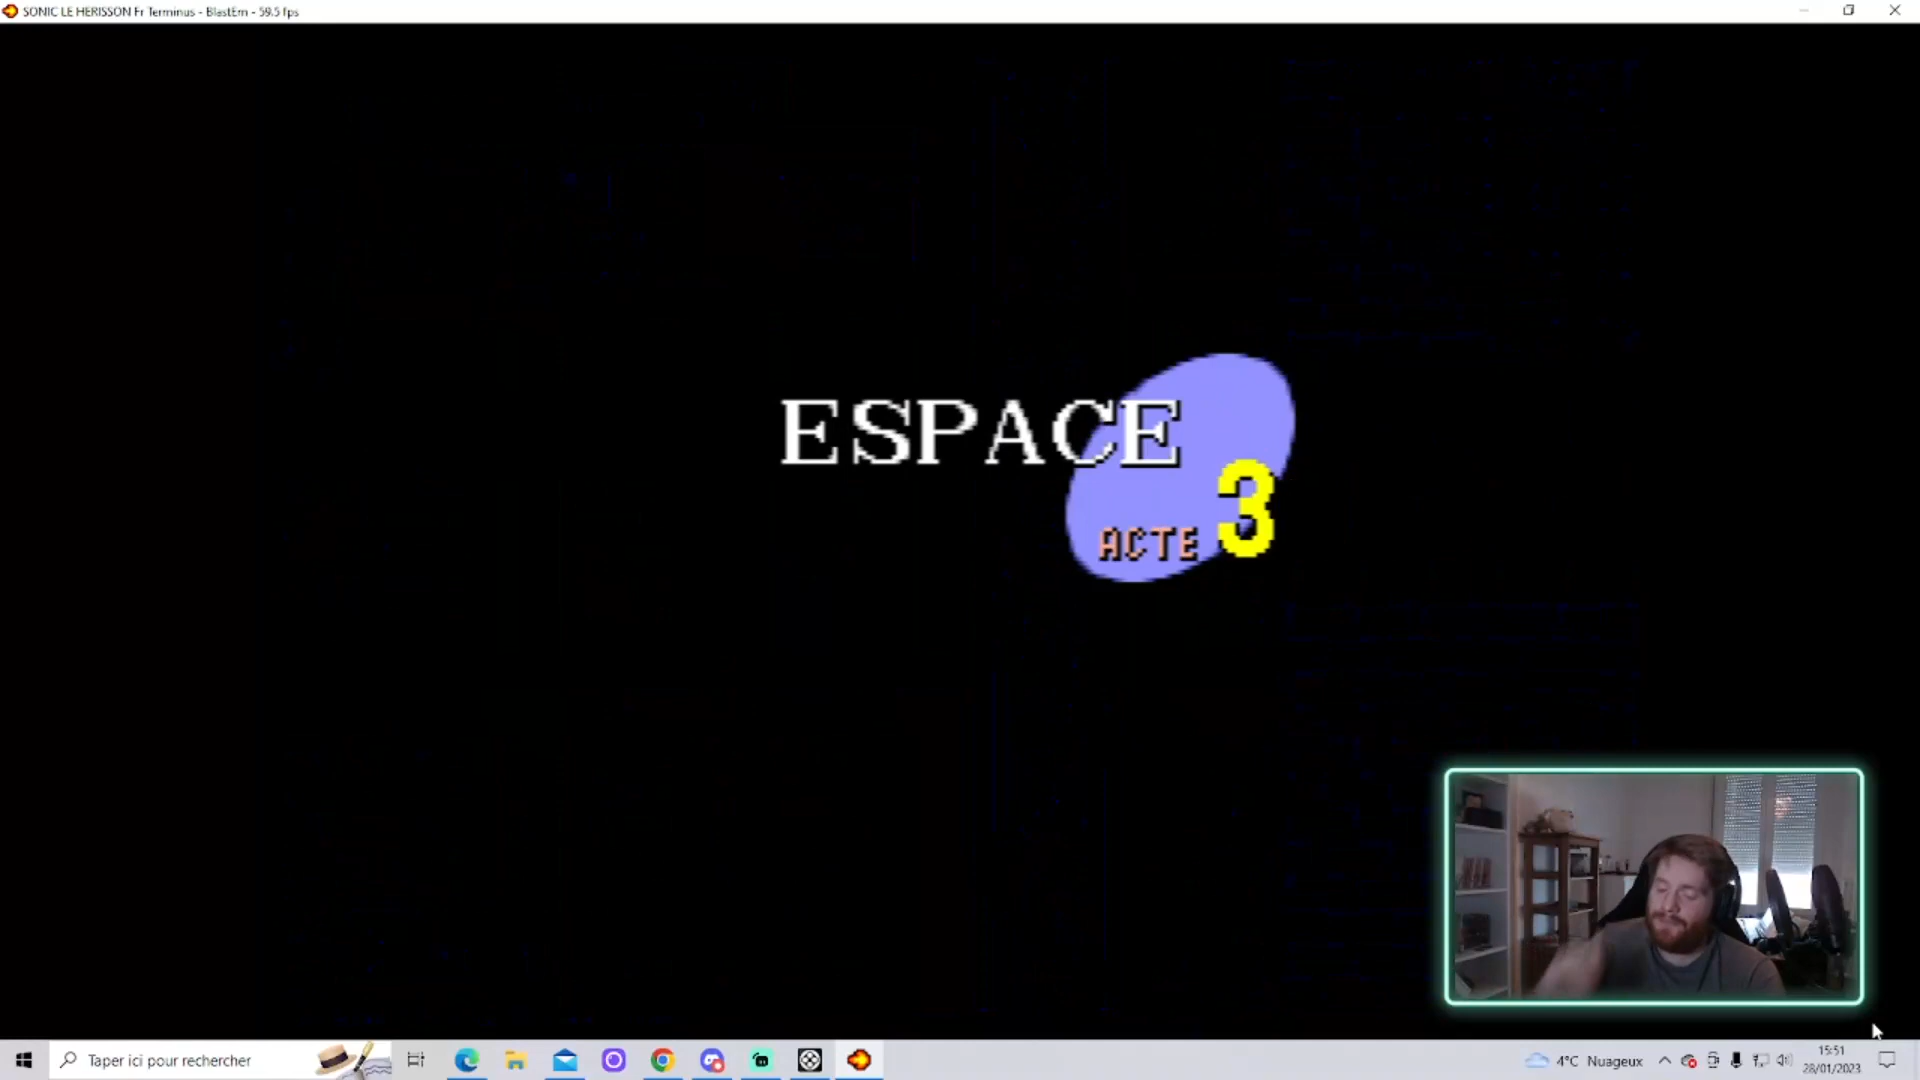 SONIC LE HERISSON Fr Terminus - BlastEm - 59.5 fps
ESPACE
ACTE 3
Taper ici pour rechercher
4°C Nuageux
15:51
28/01/2023